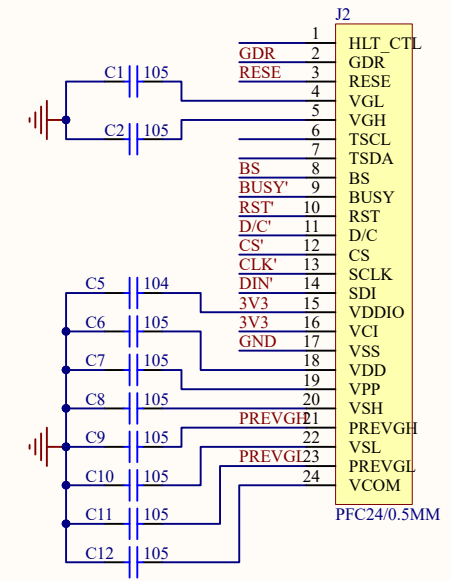 J2
1 HLT_CTL
GDR 2 GDR
RESE 3 RESE
C1 105 4 VGL
5 VGH
C2 105 6 TSCL
7 TSDA
BS 8 BS
BUSY' 9 BUSY
RST' 10 RST
D/C' 11 D/C
CS' 12 CS
CLK' 13 SCLK
C5 104 DIN' 14 SDI
3V3 15 VDDIO
C6 105 3V3 16 VCI
GND 17 VSS
C7 105 18 VDD
19 VPP
C8 105 20 VSH
PREVGH 21 PREVGH
C9 105 22 VSL
PREVGL 23 PREVGL
C10 105 24 VCOM
C11 105 PFC24/0.5MM
C12 105